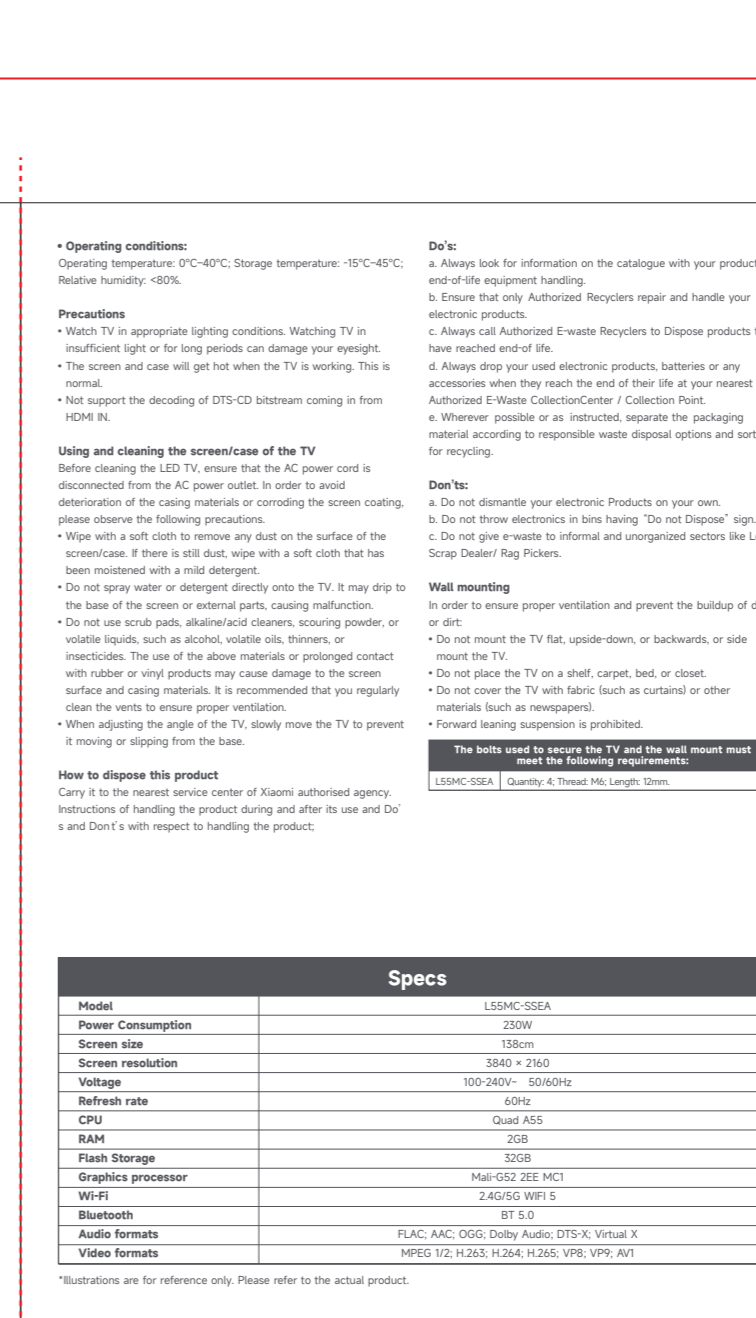 • Operating conditions:
Operating temperature: 0°C–40°C; Storage temperature: -15°C–45°C;
Relative humidity: <80%.
Precautions
• Watch TV in appropriate lighting conditions. Watching TV in
insufficient light or for long periods can damage your eyesight.
• The screen and case will get hot when the TV is working. This is
normal.
• Not support the decoding of DTS-CD bitstream coming in from
HDMI IN.
Using and cleaning the screen/case of the TV
Before cleaning the LED TV, ensure that the AC power cord is
disconnected from the AC power outlet. In order to avoid
deterioration of the casing materials or corroding the screen coating,
please observe the following precautions.
• Wipe with a soft cloth to remove any dust on the surface of the
screen/case. If there is still dust, wipe with a soft cloth that has
been moistened with a mild detergent.
• Do not spray water or detergent directly onto the TV. It may drip to
the base of the screen or external parts, causing malfunction.
• Do not use scrub pads, alkaline/acid cleaners, scouring powder, or
volatile liquids, such as alcohol, volatile oils, thinners, or
insecticides. The use of the above materials or prolonged contact
with rubber or vinyl products may cause damage to the screen
surface and casing materials. It is recommended that you regularly
clean the vents to ensure proper ventilation.
• When adjusting the angle of the TV, slowly move the TV to prevent
it moving or slipping from the base.
How to dispose this product
Carry it to the nearest service center of Xiaomi authorised agency.
Instructions of handling the product during and after its use and Do'
s and Don t's with respect to handling the product;
Do's:
a. Always look for information on the catalogue with your product
end-of-life equipment handling.
b. Ensure that only Authorized Recyclers repair and handle your
electronic products.
c. Always call Authorized E-waste Recyclers to Dispose products
have reached end-of life.
d. Always drop your used electronic products, batteries or any
accessories when they reach the end of their life at your nearest
Authorized E-Waste CollectionCenter / Collection Point.
e. Wherever possible or as instructed, separate the packaging
material according to responsible waste disposal options and sort
for recycling.
Don'ts:
a. Do not dismantle your electronic Products on your own.
b. Do not throw electronics in bins having "Do not Dispose" sign.
c. Do not give e-waste to informal and unorganized sectors like
Scrap Dealer/ Rag Pickers.
Wall mounting
In order to ensure proper ventilation and prevent the buildup of
or dirt:
• Do not mount the TV flat, upside-down, or backwards, or side
mount the TV.
• Do not place the TV on a shelf, carpet, bed, or closet.
• Do not cover the TV with fabric (such as curtains) or other
materials (such as newspapers).
• Forward leaning suspension is prohibited.
The bolts used to secure the TV and the wall mount must
meet the following requirements:
L55MC-SSEA Quantity: 4; Thread: M6; Length: 12mm.
Specs
Model L55MC-SSEA
Power Consumption 230W
Screen size 138cm
Screen resolution 3840 × 2160
Voltage 100-240V~ 50/60Hz
Refresh rate 60Hz
CPU Quad A55
RAM 2GB
Flash Storage 32GB
Graphics processor Mali-G52 2EE MC1
Wi-Fi 2.4G/5G WIFI 5
Bluetooth BT 5.0
Audio formats FLAC; AAC; OGG; Dolby Audio; DTS-X; Virtual X
Video formats MPEG 1/2; H.263; H.264; H.265; VP8; VP9; AV1
*Illustrations are for reference only. Please refer to the actual product.